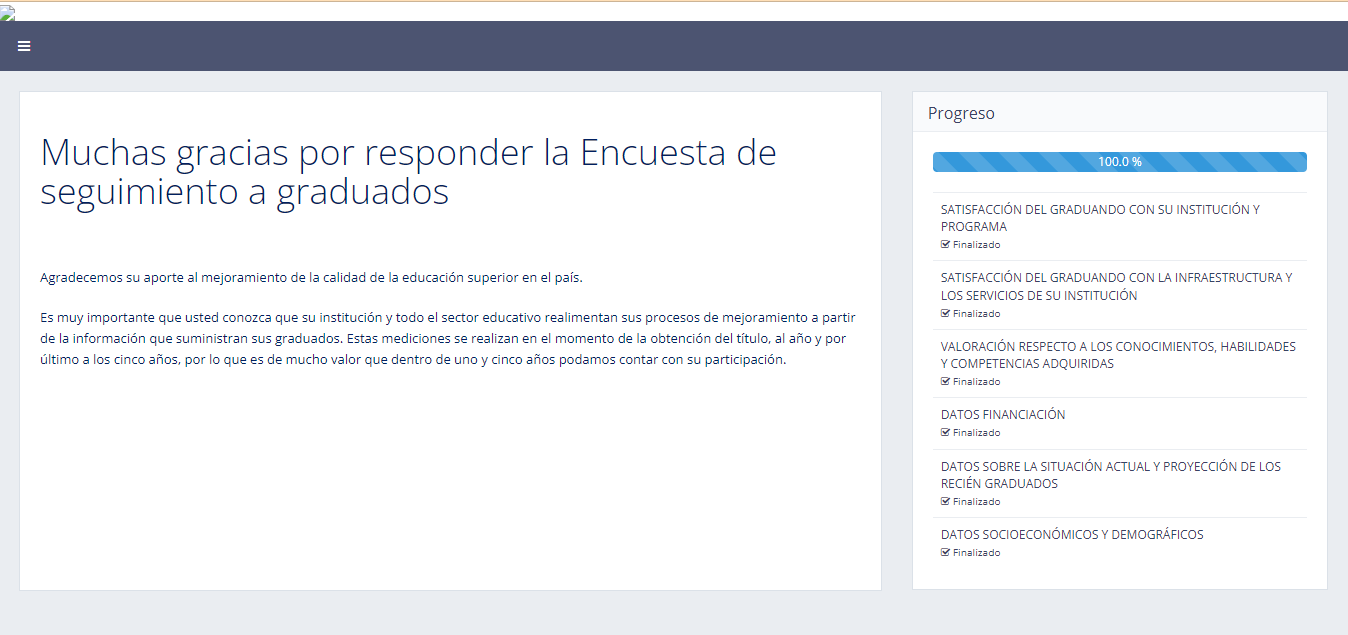 Muchas gracias por responder la Encuesta de
seguimiento a graduados
Agradecemos su aporte al mejoramiento de la calidad de la educación superior en el país.
Es muy importante que usted conozca que su institución y todo el sector educativo realimentan sus procesos de mejoramiento a partir
de la información que suministran sus graduados. Estas mediciones se realizan en el momento de la obtención del título, al año y por
último a los cinco años, por lo que es de mucho valor que dentro de uno y cinco años podamos contar con su participación.
Progreso
100.0 %
SATISFACCIÓN DEL GRADUANDO CON SU INSTITUCIÓN Y
PROGRAMA
Finalizado
SATISFACCIÓN DEL GRADUANDO CON LA INFRAESTRUCTURA Y
LOS SERVICIOS DE SU INSTITUCIÓN
Finalizado
VALORACIÓN RESPECTO A LOS CONOCIMIENTOS, HABILIDADES
Y COMPETENCIAS ADQUIRIDAS
Finalizado
DATOS FINANCIACIÓN
Finalizado
DATOS SOBRE LA SITUACIÓN ACTUAL Y PROYECCIÓN DE LOS
RECIÉN GRADUADOS
Finalizado
DATOS SOCIOECONÓMICOS Y DEMOGRÁFICOS
Finalizado